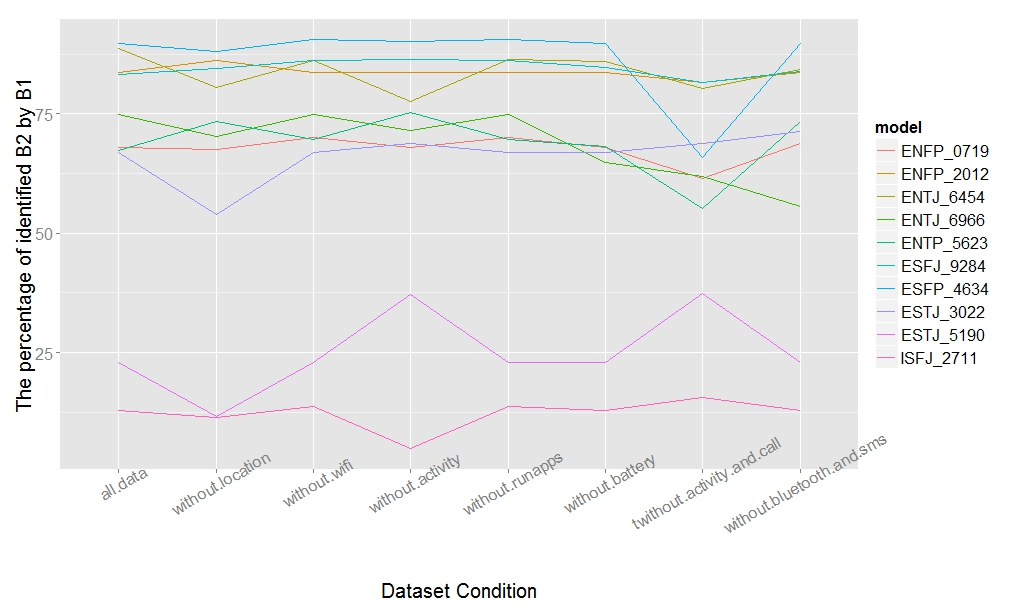 The percentage of identified B2 by B1
75
50
25
all.data
without.location
without.wifi
without.activity
without.runapps
without.battery
twithout.activity.and.call
without.bluetooth.and.sms
Dataset Condition
model
ENFP_0719
ENFP_2012
ENTJ_6454
ENTJ_6966
ENTP_5623
ESFJ_9284
ESFP_4634
ESTJ_3022
ESTJ_5190
ISFJ_2711